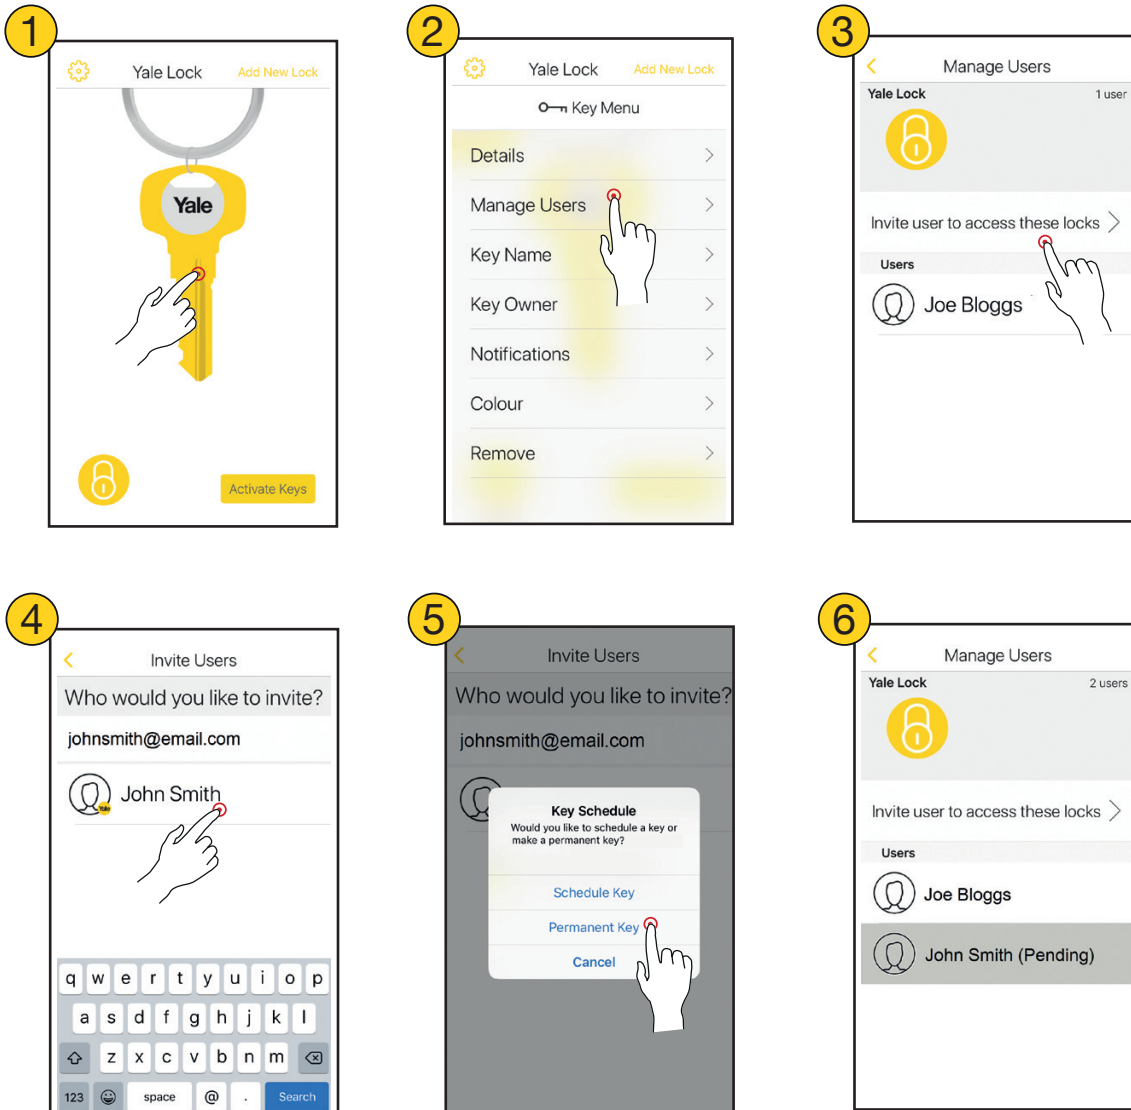 1
Yale Lock Add New Lock
Yale
Activate Keys
2
Yale Lock Add New Lock
Key Menu
Details
Manage Users
Key Name
Key Owner
Notifications
Colour
Remove
3
Manage Users
Yale Lock 1 user
Invite user to access these locks
Users
Joe Bloggs
4
Invite Users
Who would you like to invite?
johnsmith@email.com
Yale
John Smith
q w e r t y u i o p
a s d f g h j k l
z x c v b n m
123 space @ . Search
5
Invite Users
Who would you like to invite?
johnsmith@email.com
Key Schedule
Would you like to schedule a key or
make a permanent key?
Schedule Key
Permanent Key
Cancel
6
Manage Users
Yale Lock 2 users
Invite user to access these locks
Users
Joe Bloggs
John Smith (Pending)